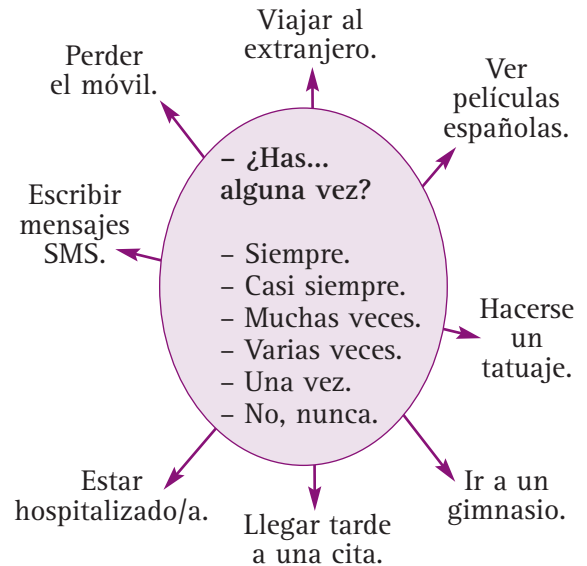 Viajar al
extranjero.
Perder
el móvil.
Ver
películas
españolas.
– ¿Has...
alguna vez?
Escribir
mensajes
SMS.
– Siempre.
– Casi siempre.
– Muchas veces.
– Varias veces.
– Una vez.
– No, nunca.
Hacerse
un
tatuaje.
Estar
hospitalizado/a.
Llegar tarde
a una cita.
Ir a un
gimnasio.